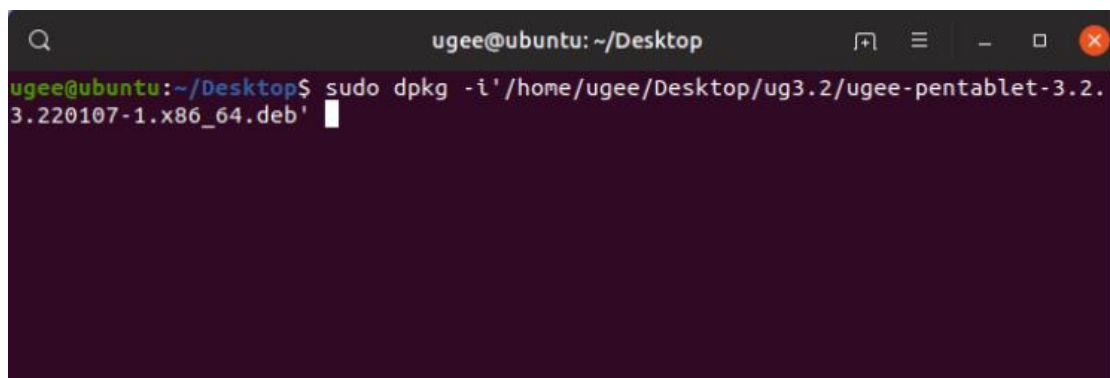 ugee@ubuntu: ~/Desktop
ugee@ubuntu:~/Desktop$ sudo dpkg -i'/home/ugee/Desktop/ug3.2/ugee-pentablet-3.2.
3.220107-1.x86_64.deb'